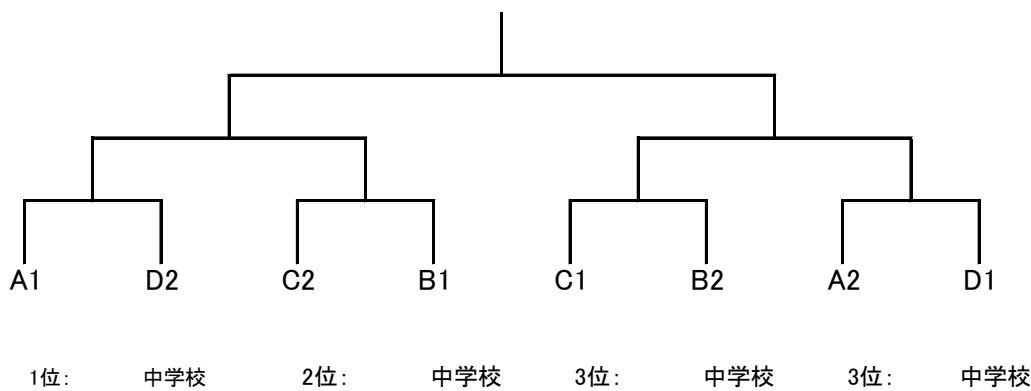 A1 D2 C2 B1 C1 B2 A2 D1
1位: 中学校 2位: 中学校 3位: 中学校 3位: 中学校